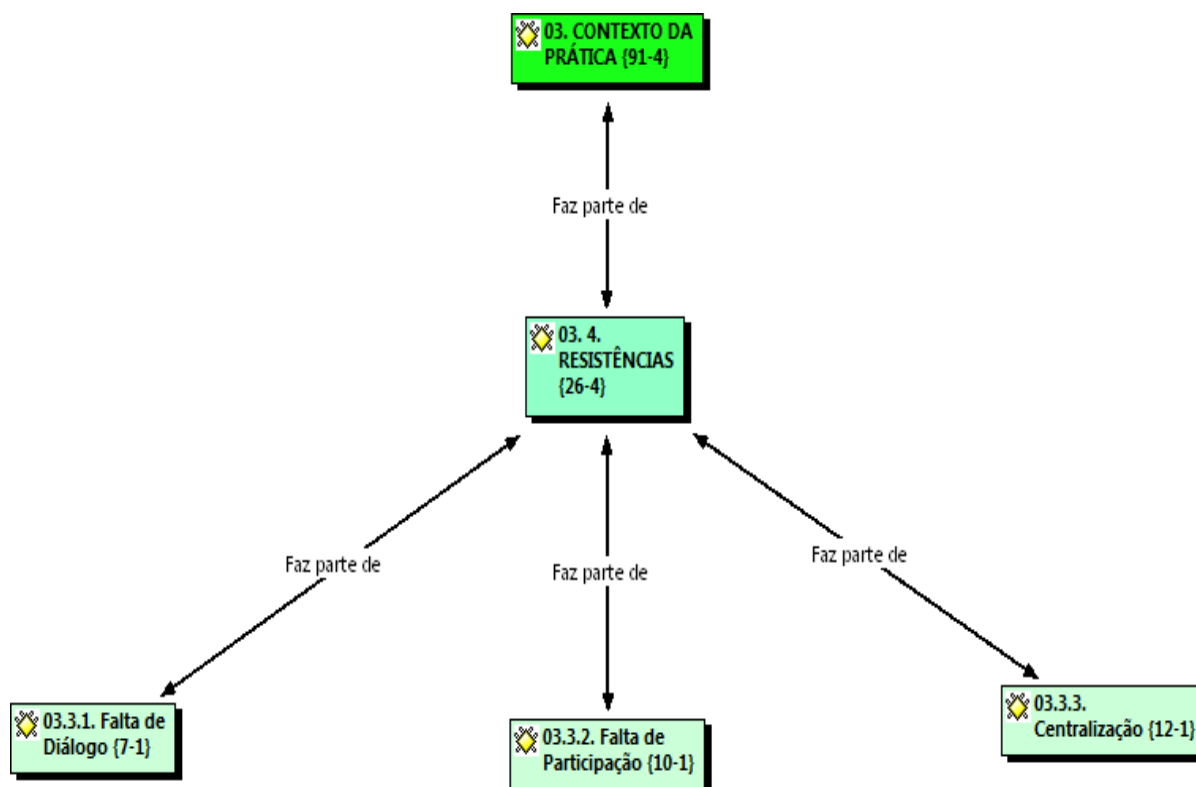 03. CONTEXTO DA
PRÁTICA {91-4}
Faz parte de
03. 4.
RESISTÊNCIAS
{26-4}
Faz parte de
Faz parte de
Faz parte de
03.3.1. Falta de
Diálogo {7-1}
03.3.2. Falta de
Participação {10-1}
03.3.3.
Centralização {12-1}